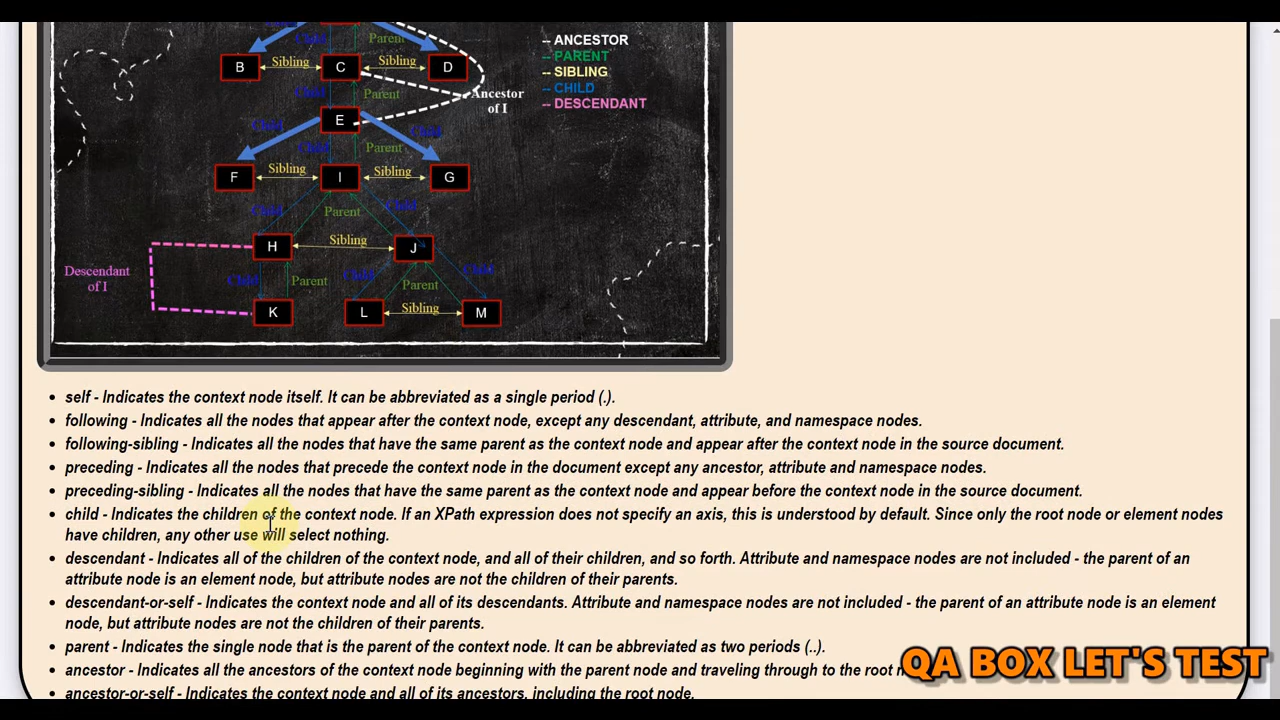 Child
Parent
-- ANCESTOR
-- PARENT
-- SIBLING
-- CHILD
-- DESCENDANT
B
Sibling
C
Sibling
D
Child
Parent
Ancestor
of I
E
Child
Child
Child
Parent
F
Sibling
I
Sibling
G
Child
Parent
Child
H
Sibling
J
Descendant
of I
Child
Parent
Child
Parent
Child
K
L
Sibling
M
• self - Indicates the context node itself. It can be abbreviated as a single period (.).
• following - Indicates all the nodes that appear after the context node, except any descendant, attribute, and namespace nodes.
• following-sibling - Indicates all the nodes that have the same parent as the context node and appear after the context node in the source document.
• preceding - Indicates all the nodes that precede the context node in the document except any ancestor, attribute and namespace nodes.
• preceding-sibling - Indicates all the nodes that have the same parent as the context node and appear before the context node in the source document.
• child - Indicates the children of the context node. If an XPath expression does not specify an axis, this is understood by default. Since only the root node or element nodes
have children, any other use will select nothing.
• descendant - Indicates all of the children of the context node, and all of their children, and so forth. Attribute and namespace nodes are not included - the parent of an
attribute node is an element node, but attribute nodes are not the children of their parents.
• descendant-or-self - Indicates the context node and all of its descendants. Attribute and namespace nodes are not included - the parent of an attribute node is an element
node, but attribute nodes are not the children of their parents.
• parent - Indicates the single node that is the parent of the context node. It can be abbreviated as two periods (..).
• ancestor - Indicates all the ancestors of the context node beginning with the parent node and traveling through to the root
• ancestor-or-self - Indicates the context node and all of its ancestors, including the root node.
QA BOX LET'S TEST